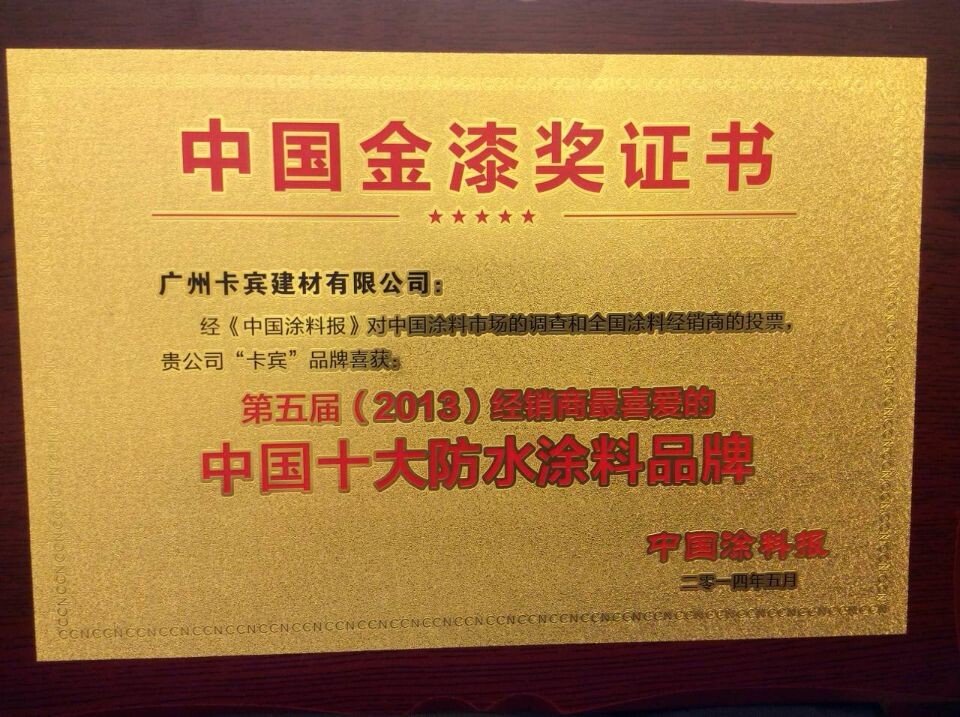 中国金漆奖证书
广州卡宾建材有限公司：
经《中国涂料报》对中国涂料市场的调查和全国涂料经销商的投票，
贵公司“卡宾”品牌喜获：
第五届（2013）经销商最喜爱的
中国十大防水涂料品牌
中国涂料报
二零一四年五月